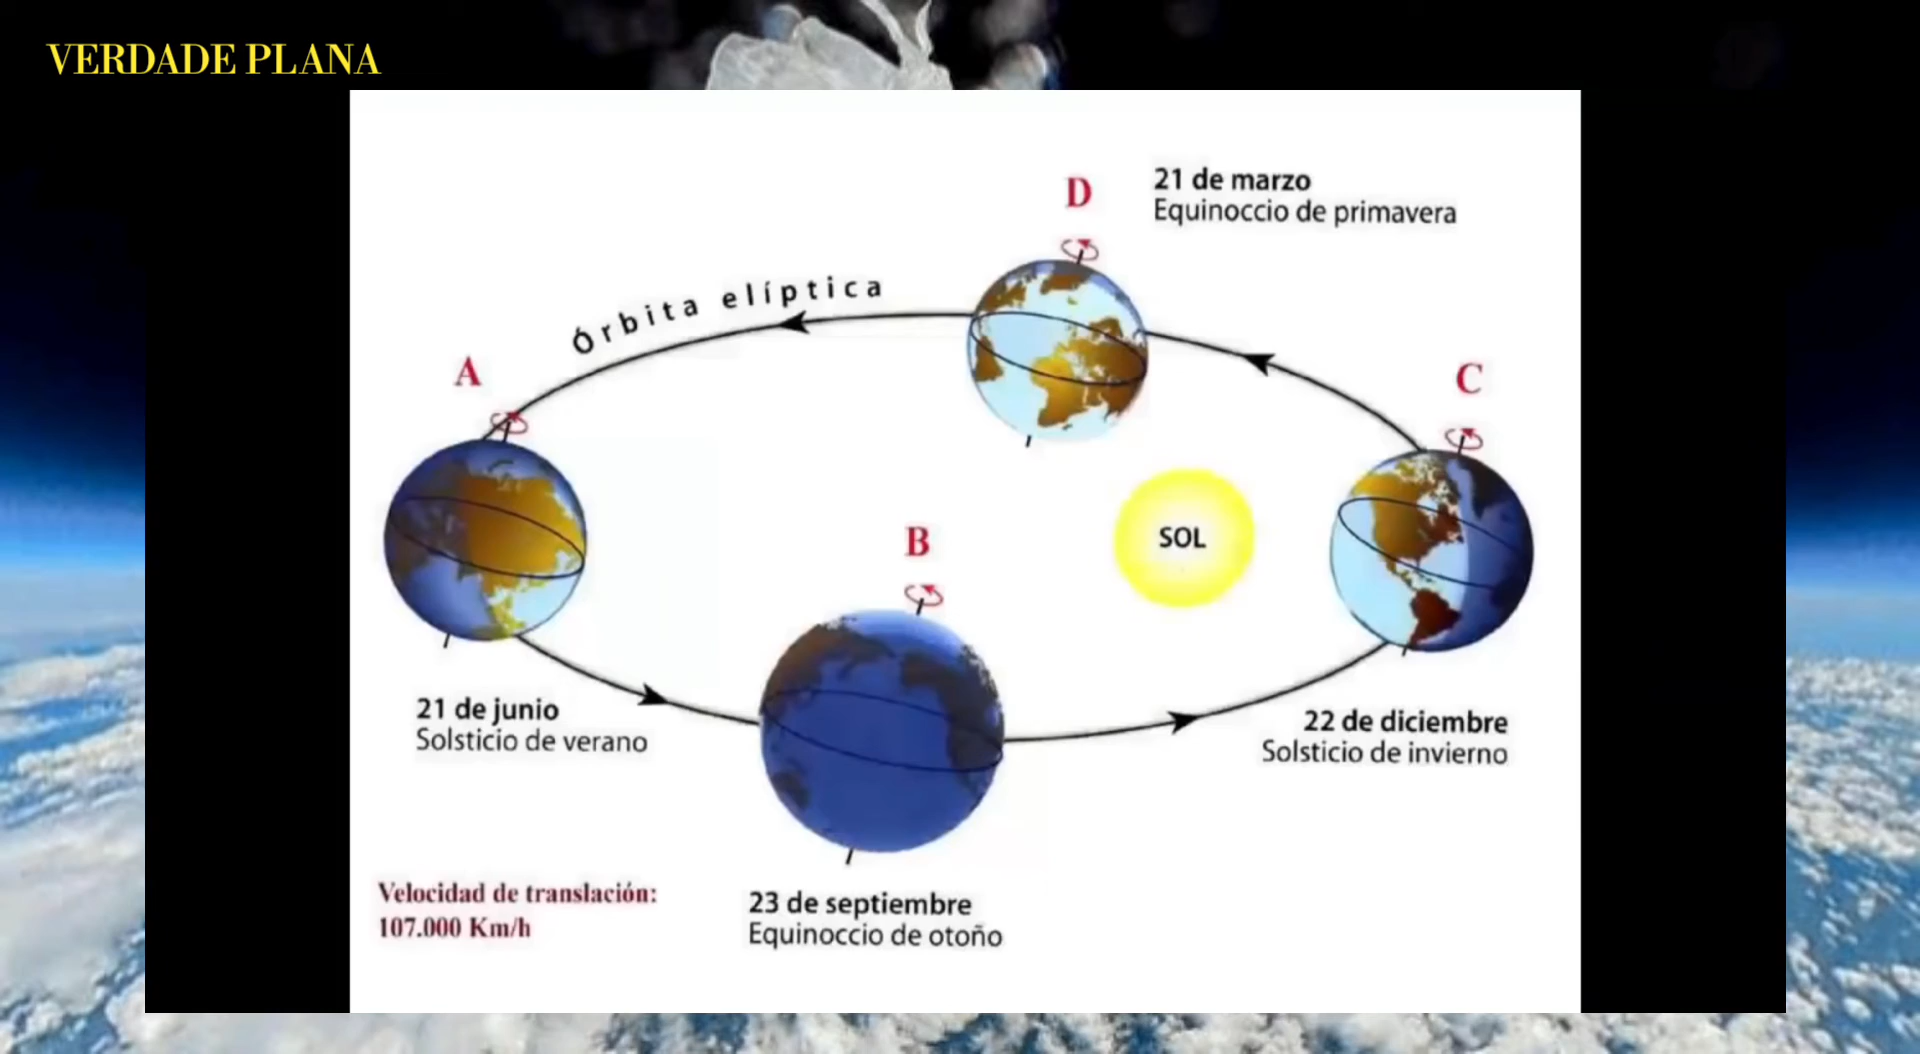 VERDADE PLANA
D
21 de marzo
Equinoccio de primavera
Órbita elíptica
A
C
B
SOL
21 de junio
Solsticio de verano
22 de diciembre
Solsticio de invierno
Velocidad de translación:
107.000 Km/h
23 de septiembre
Equinoccio de otoño